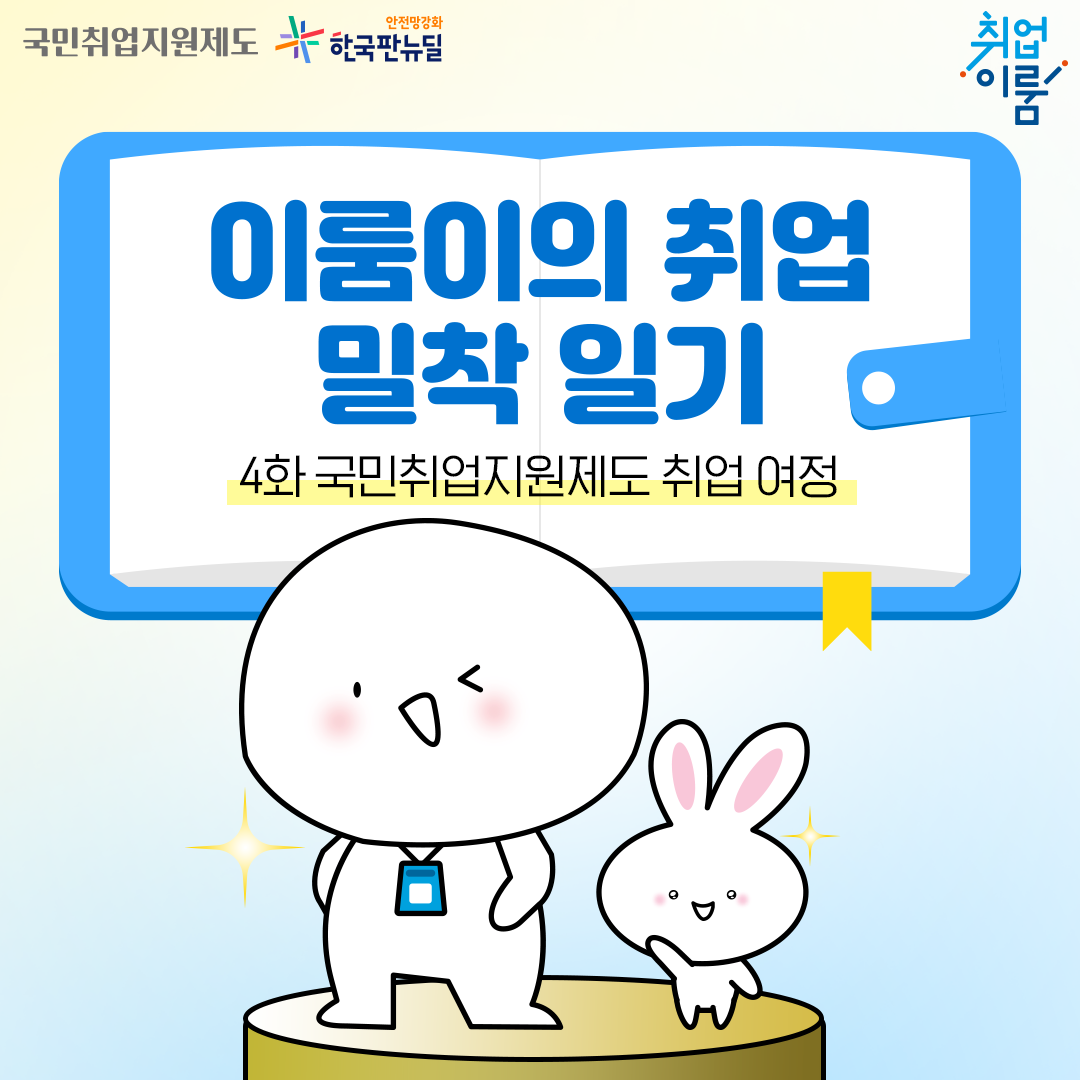 국민취업지원제도
안전망강화
한국판뉴딜
취업
이룸
이룸이의 취업
밀착 일기
4화 국민취업지원제도 취업 여정